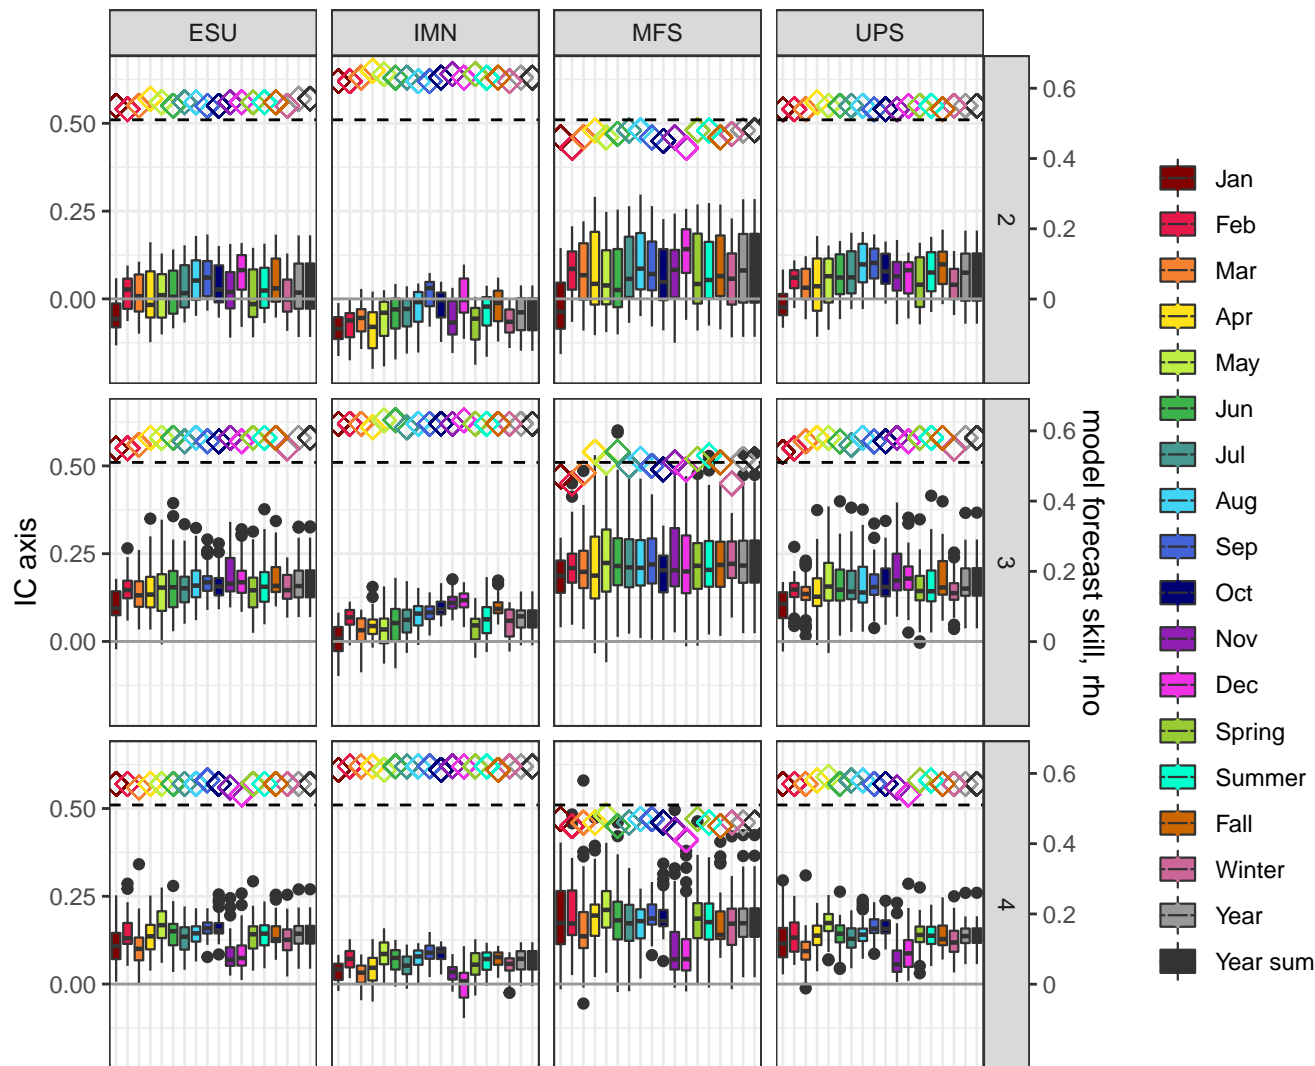 ESU IMN MFS UPS
0.50
0.25
0.00
2
0.6
0.4
0.2
0
0.50
0.25
0.00
3
0.6
0.4
0.2
0
0.50
0.25
0.00
4
0.6
0.4
0.2
0
IC axis
model forecast skill, rho
Jan
Feb
Mar
Apr
May
Jun
Jul
Aug
Sep
Oct
Nov
Dec
Spring
Summer
Fall
Winter
Year
Year sum